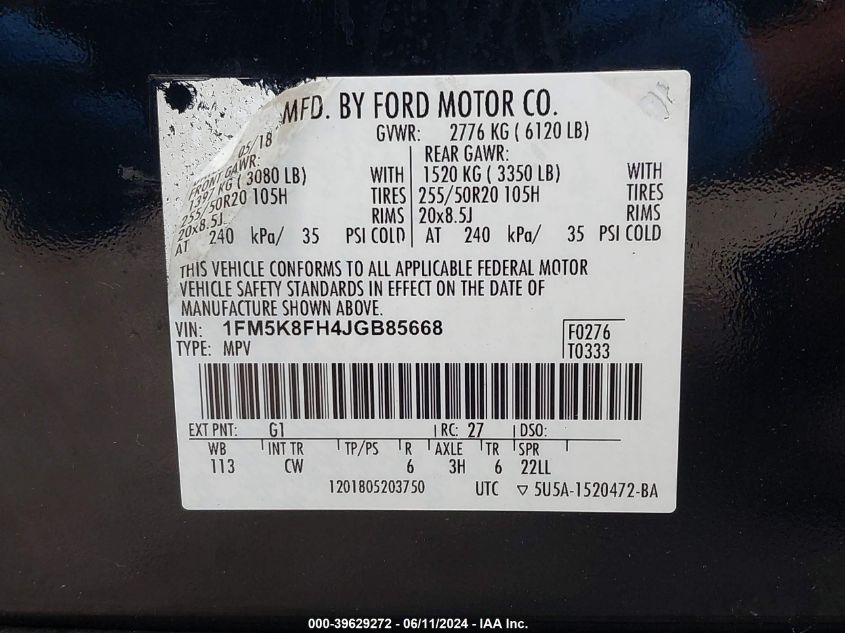 MFD. BY FORD MOTOR CO.
05/18 GVWR: 2776 KG ( 6120 LB)
FRONT GAWR: REAR GAWR:
KG ( 3080 LB) WITH 1520 KG ( 3350 LB) WITH
255/50R20 105H TIRES 255/50R20 105H TIRES
20x8.5J RIMS 20x8.5J RIMS
AT 240 kPa/ 35 PSI COLD AT 240 kPa/ 35 PSI COLD
THIS VEHICLE CONFORMS TO ALL APPLICABLE FEDERAL MOTOR
VEHICLE SAFETY STANDARDS IN EFFECT ON THE DATE OF
MANUFACTURE SHOWN ABOVE.
VIN: 1FM5K8FH4JGB85668 F0276
TYPE: MPV T0333
EXT PNT: G1 RC: 27 DSO:
WB INT TR TP/PS R AXLE TR SPR
113 CW 6 3H 6 22LL
1201805203750 UTC ▽ 5U5A-1520472-BA
000-39629272 - 06/11/2024 - IAA Inc.